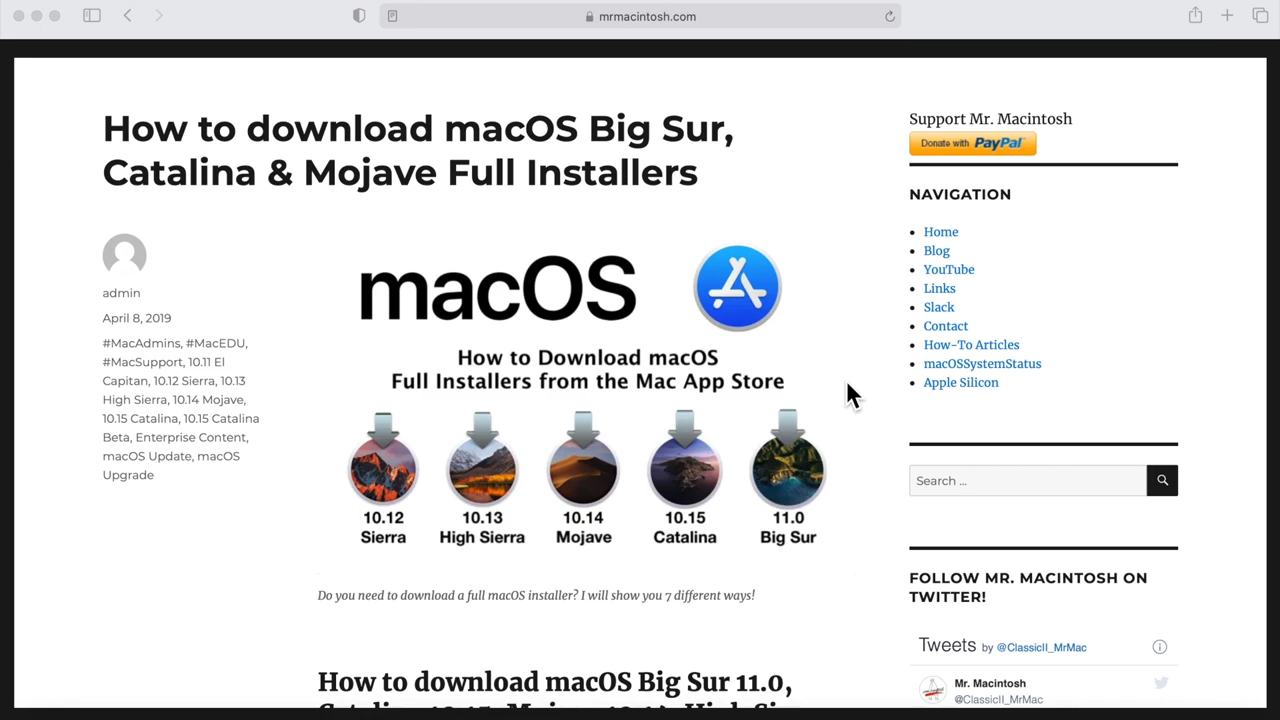 mrmacintosh.com
How to download macOS Big Sur,
Catalina & Mojave Full Installers
admin
April 8, 2019
#MacAdmins, #MacEDU,
#MacSupport, 10.11 El
Capitan, 10.12 Sierra, 10.13
High Sierra, 10.14 Mojave,
10.15 Catalina, 10.15 Catalina
Beta, Enterprise Content,
macOS Update, macOS
Upgrade
macOS
How to Download macOS
Full Installers from the Mac App Store
10.12
Sierra
10.13
High Sierra
10.14
Mojave
10.15
Catalina
11.0
Big Sur
Do you need to download a full macOS installer? I will show you 7 different ways!
How to download macOS Big Sur 11.0,
Support Mr. Macintosh
Donate with PayPal
NAVIGATION
Home
Blog
YouTube
Links
Slack
Contact
How-To Articles
macOSSystemStatus
Apple Silicon
Search ...
FOLLOW MR. MACINTOSH ON
TWITTER!
Tweets by @ClassicII_MrMac
Mr. Macintosh
@ClassicII_MrMac